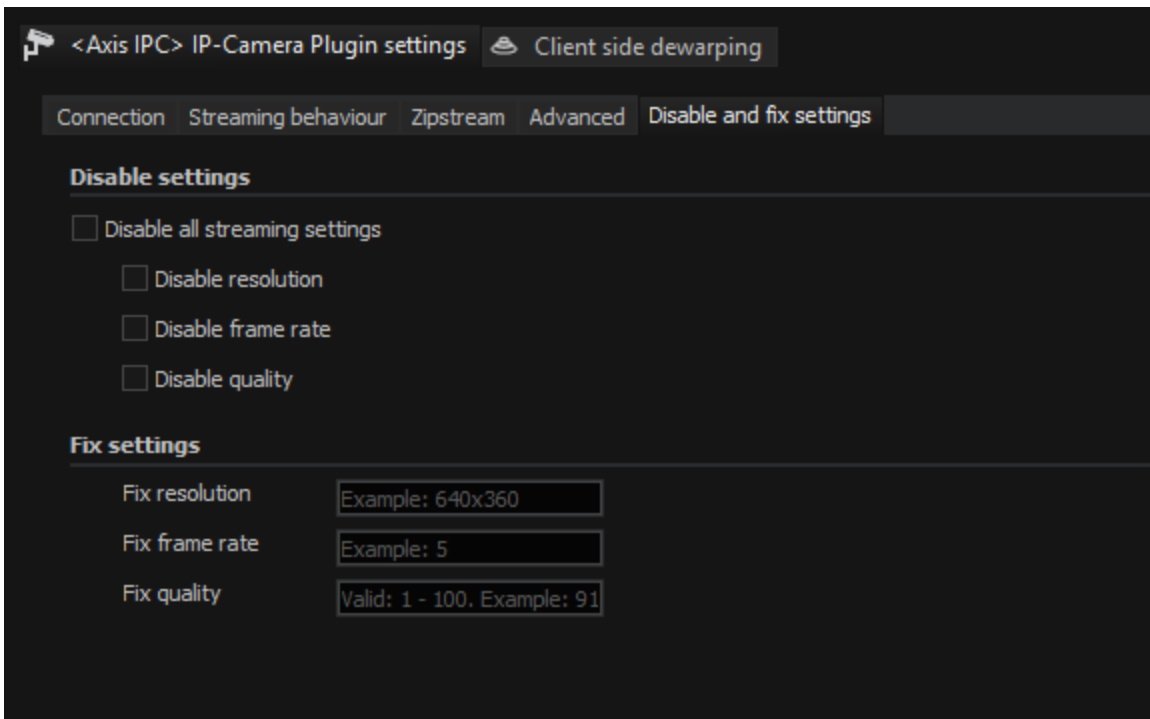 <Axis IPC> IP-Camera Plugin settings Client side dewarping
Connection Streaming behaviour Zipstream Advanced Disable and fix settings
Disable settings
Disable all streaming settings
Disable resolution
Disable frame rate
Disable quality
Fix settings
Fix resolution Example: 640x360
Fix frame rate Example: 5
Fix quality Valid: 1 - 100. Example: 91